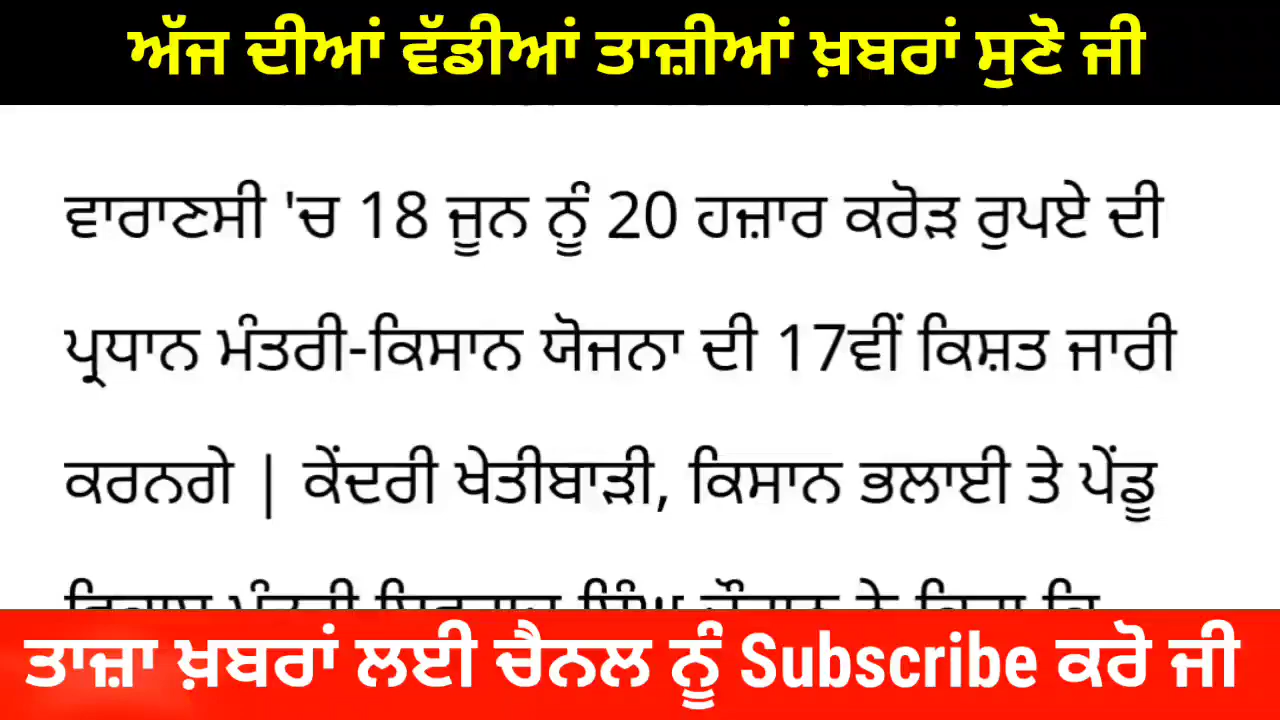 ਅੱਜ ਦੀਆਂ ਵੱਡੀਆਂ ਤਾਜ਼ੀਆਂ ਖ਼ਬਰਾਂ ਸੁਣੋ ਜੀ
ਵਾਰਾਣਸੀ 'ਚ 18 ਜੂਨ ਨੂੰ 20 ਹਜ਼ਾਰ ਕਰੋੜ ਰੁਪਏ ਦੀ
ਪ੍ਰਧਾਨ ਮੰਤਰੀ-ਕਿਸਾਨ ਯੋਜਨਾ ਦੀ 17ਵੀਂ ਕਿਸ਼ਤ ਜਾਰੀ
ਕਰਨਗੇ | ਕੇਂਦਰੀ ਖੇਤੀਬਾੜੀ, ਕਿਸਾਨ ਭਲਾਈ ਤੇ ਪੇਂਡੂ
ਤਾਜ਼ਾ ਖ਼ਬਰਾਂ ਲਈ ਚੈਨਲ ਨੂੰ Subscribe ਕਰੋ ਜੀ